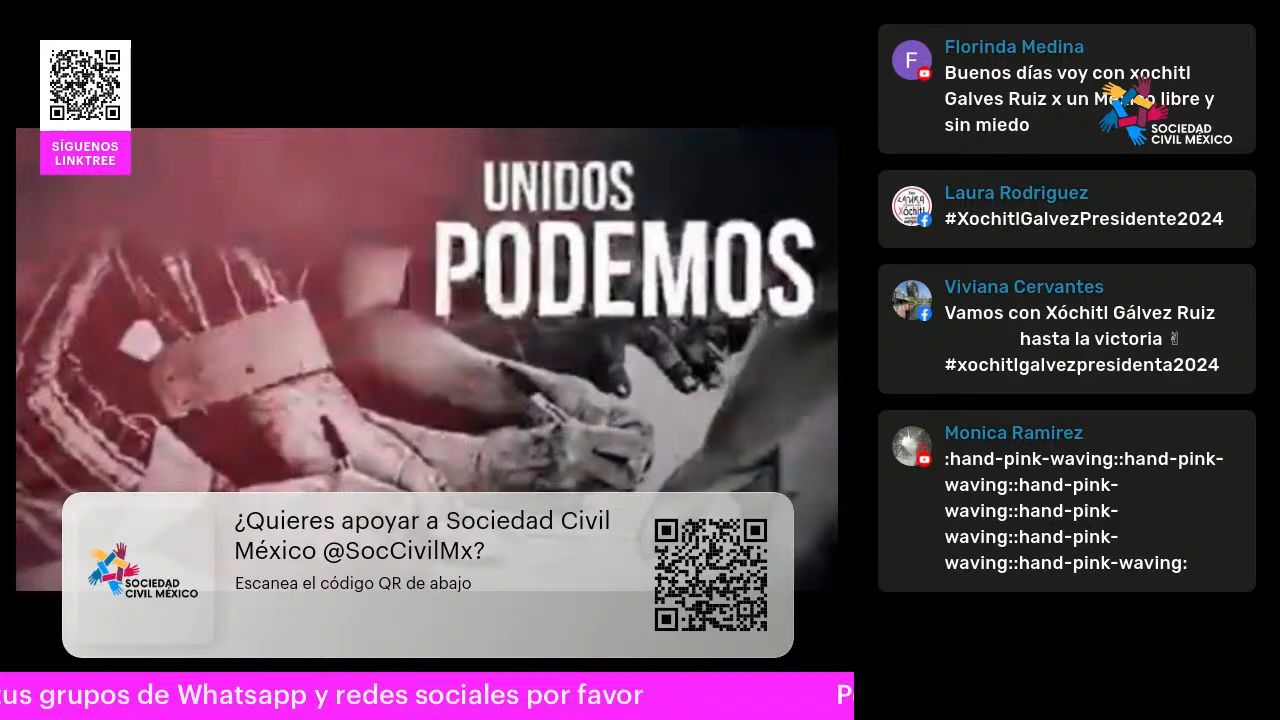 SÍGUENOS
LINKTREE
UNIDOS
PODEMOS
¿Quieres apoyar a Sociedad Civil
México @SocCivilMx?
Escanea el código QR de abajo
SOCIEDAD
CIVIL MÉXICO
tus grupos de Whatsapp y redes sociales por favor
P
F
Florinda Medina
Buenos días voy con xochitl
Galves Ruiz x un México libre y
sin miedo
SOCIEDAD
CIVIL MÉXICO
Laura Rodriguez
#XochitlGalvezPresidente2024
Viviana Cervantes
Vamos con Xóchitl Gálvez Ruiz
hasta la victoria ✌
#xochitlgalvezpresidenta2024
Monica Ramirez
:hand-pink-waving::hand-pink-
waving::hand-pink-
waving::hand-pink-
waving::hand-pink-
waving::hand-pink-waving: